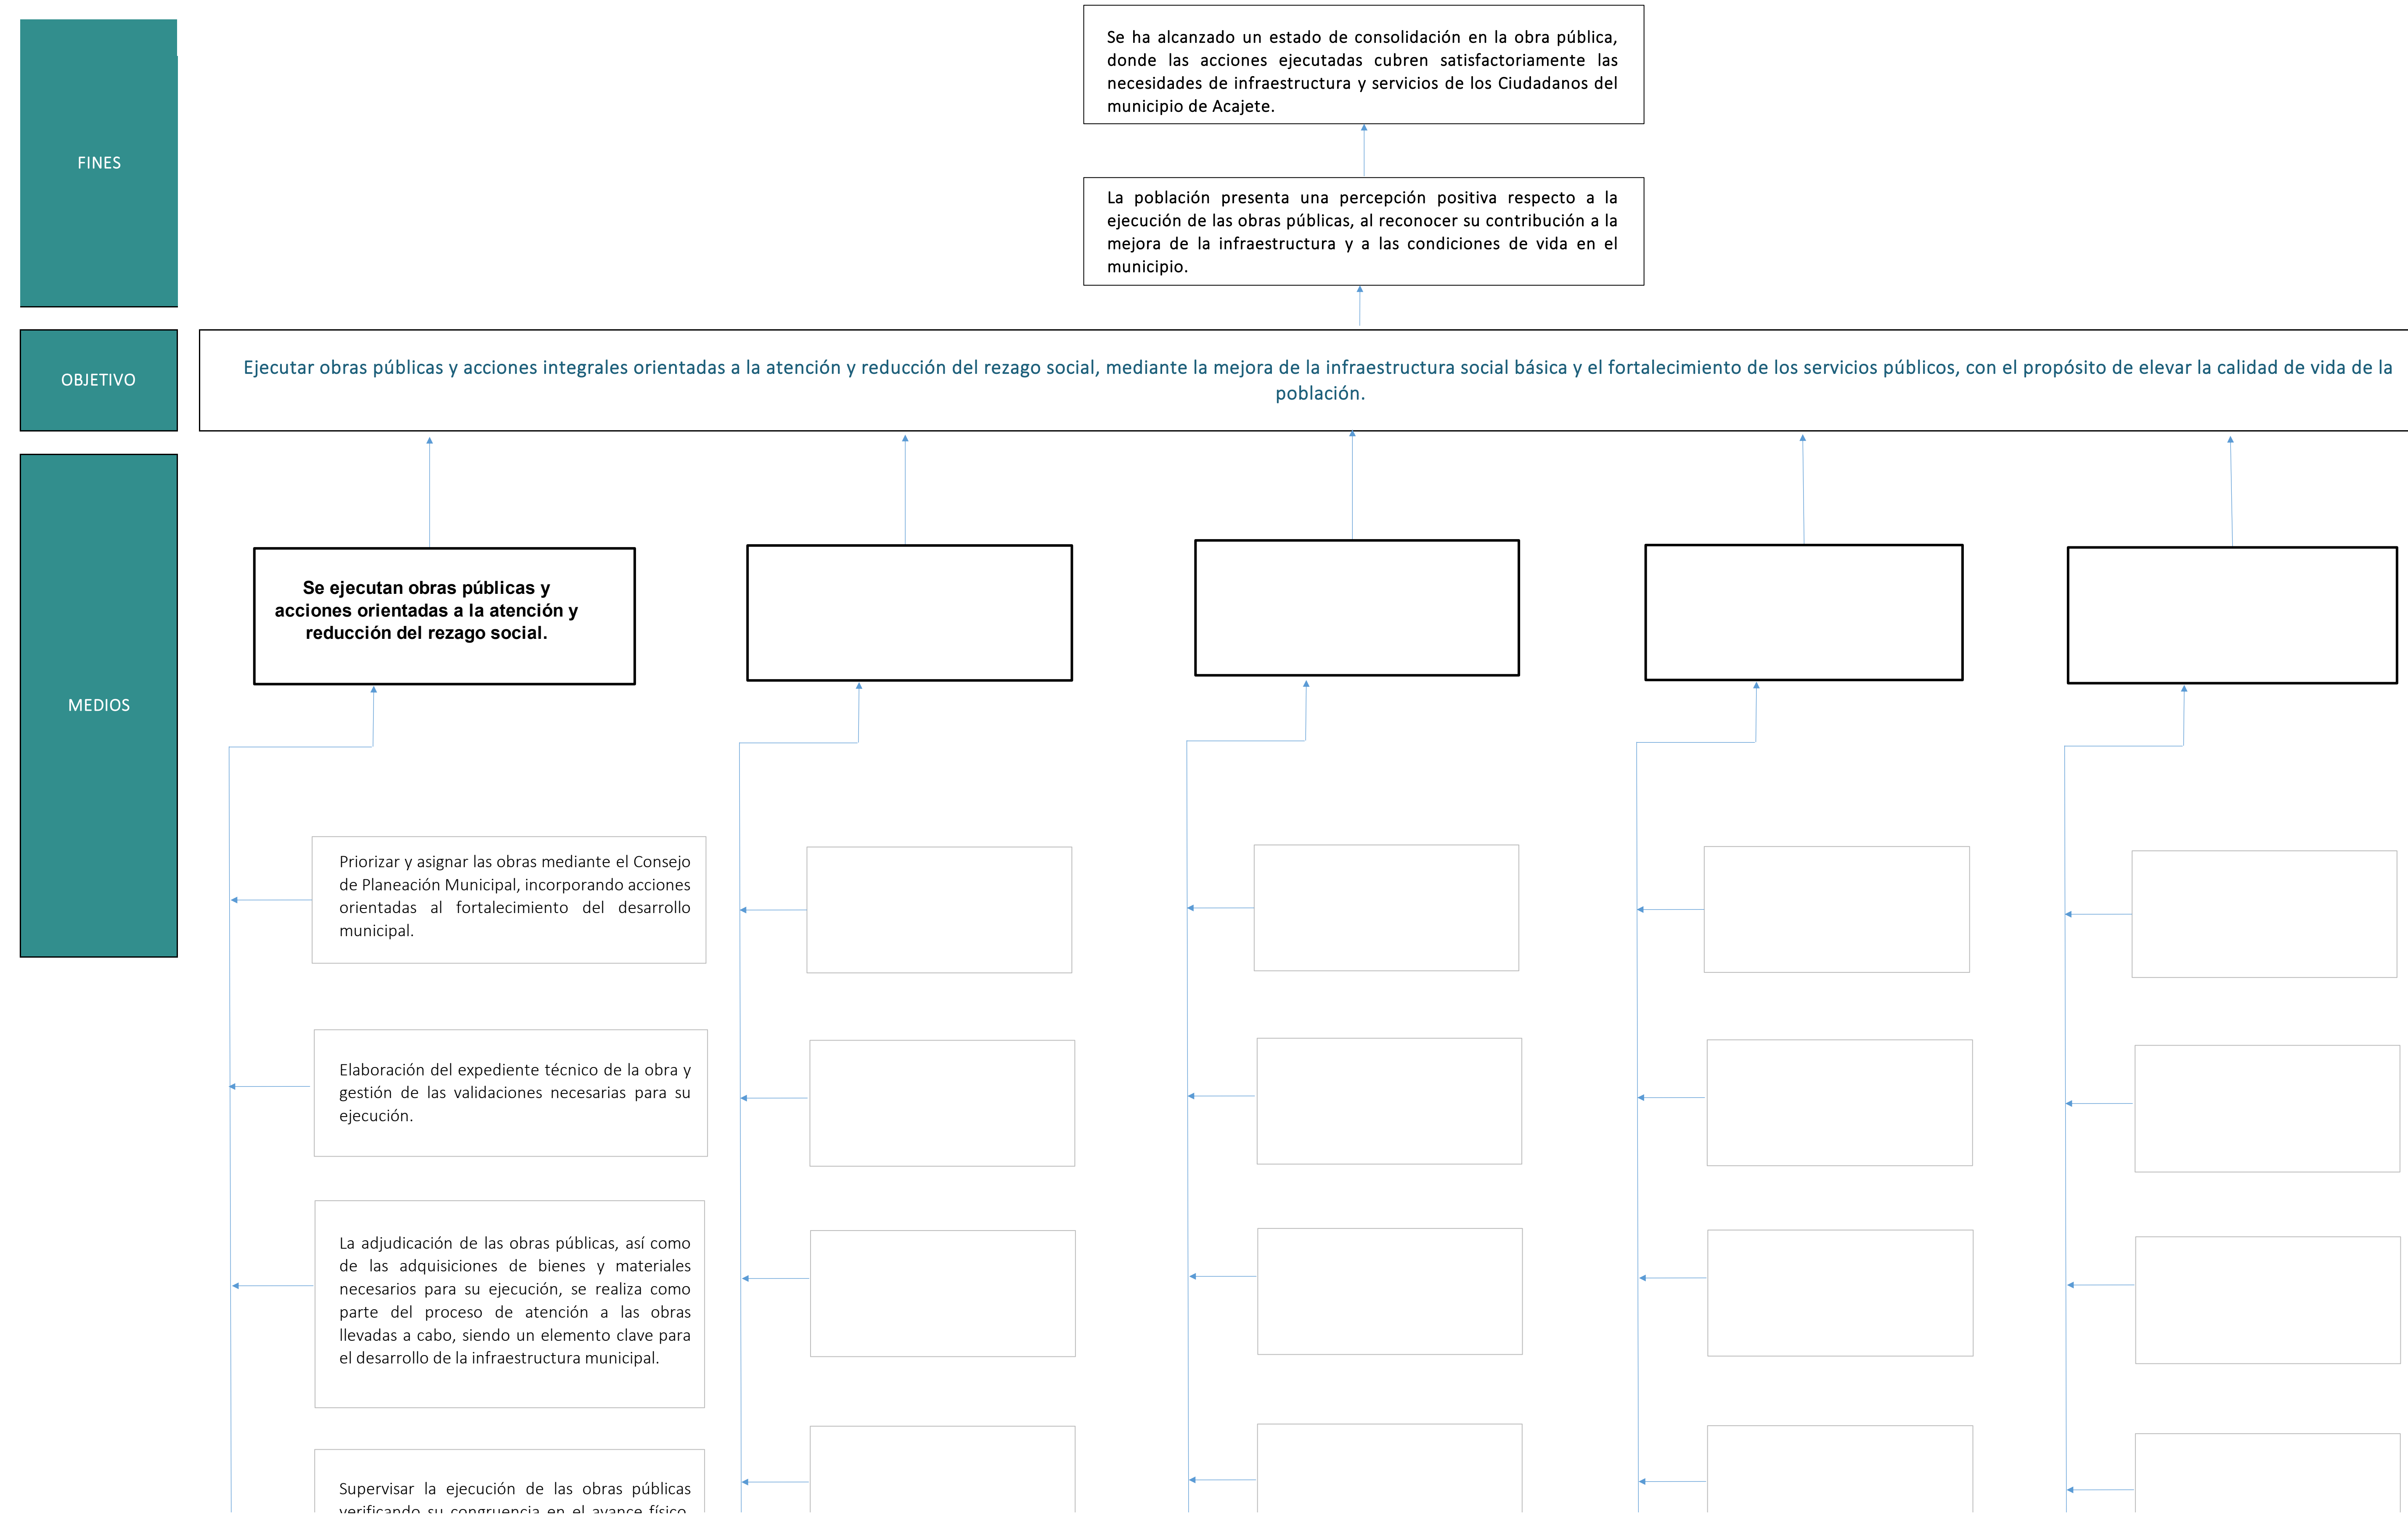 Se ha alcanzado un estado de consolidación en la obra pública,
donde las acciones ejecutadas cubren satisfactoriamente las
necesidades de infraestructura y servicios de los Ciudadanos del
municipio de Acajete.
FINES
La población presenta una percepción positiva respecto a la
ejecución de las obras públicas, al reconocer su contribución a la
mejora de la infraestructura y a las condiciones de vida en el
municipio.
OBJETIVO
Ejecutar obras públicas y acciones integrales orientadas a la atención y reducción del rezago social, mediante la mejora de la infraestructura social básica y el fortalecimiento de los servicios públicos, con el propósito de elevar la calidad de vida de la
población.
MEDIOS
Se ejecutan obras públicas y
acciones orientadas a la atención y
reducción del rezago social.
Priorizar y asignar las obras mediante el Consejo
de Planeación Municipal, incorporando acciones
orientadas al fortalecimiento del desarrollo
municipal.
Elaboración del expediente técnico de la obra y
gestión de las validaciones necesarias para su
ejecución.
La adjudicación de las obras públicas, así como
de las adquisiciones de bienes y materiales
necesarios para su ejecución, se realiza como
parte del proceso de atención a las obras
llevadas a cabo, siendo un elemento clave para
el desarrollo de la infraestructura municipal.
Supervisar la ejecución de las obras públicas
verificando su congruencia en el avance físico,